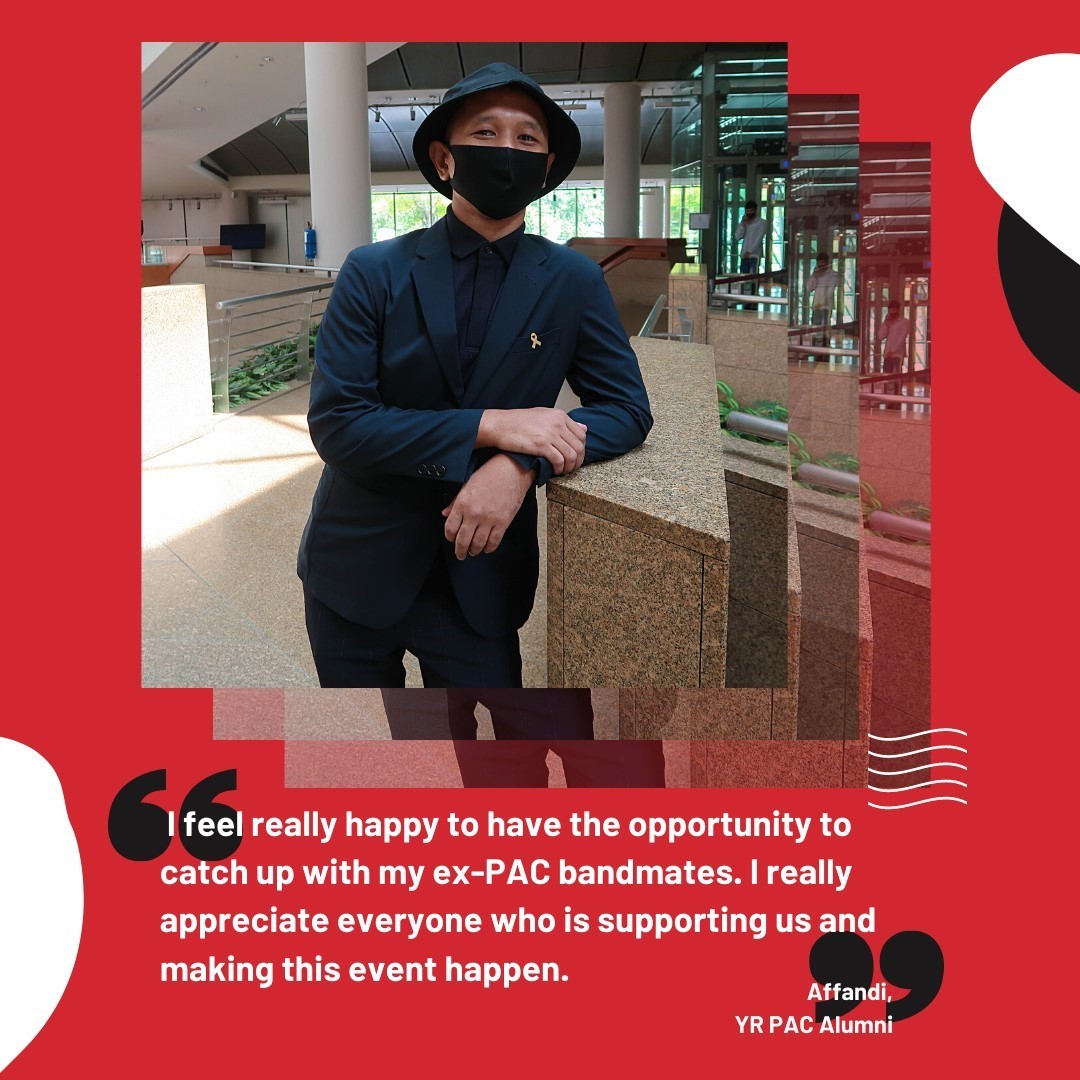 I feel really happy to have the opportunity to
catch up with my ex-PAC bandmates. I really
appreciate everyone who is supporting us and
making this event happen.
Affandi,
YR PAC Alumni